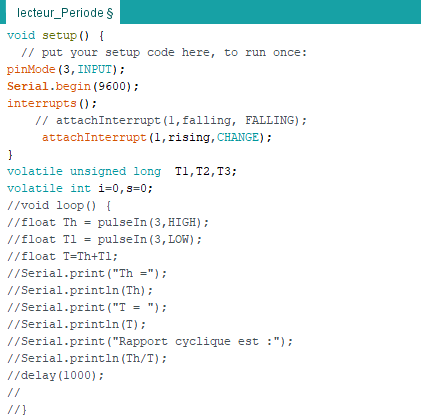 lecteur_Periode §
void setup() {
  // put your setup code here, to run once:
pinMode(3,INPUT);
Serial.begin(9600);
interrupts();
    // attachInterrupt(1,falling, FALLING);
     attachInterrupt(1,rising,CHANGE);
}
volatile unsigned long  T1,T2,T3;
volatile int i=0,s=0;
//void loop() {
//float Th = pulseIn(3,HIGH);
//float Tl = pulseIn(3,LOW);
//float T=Th+Tl;
//Serial.print("Th =");
//Serial.println(Th);
//Serial.print("T = ");
//Serial.println(T);
//Serial.print("Rapport cyclique est :");
//Serial.println(Th/T);
//delay(1000);
//
//}